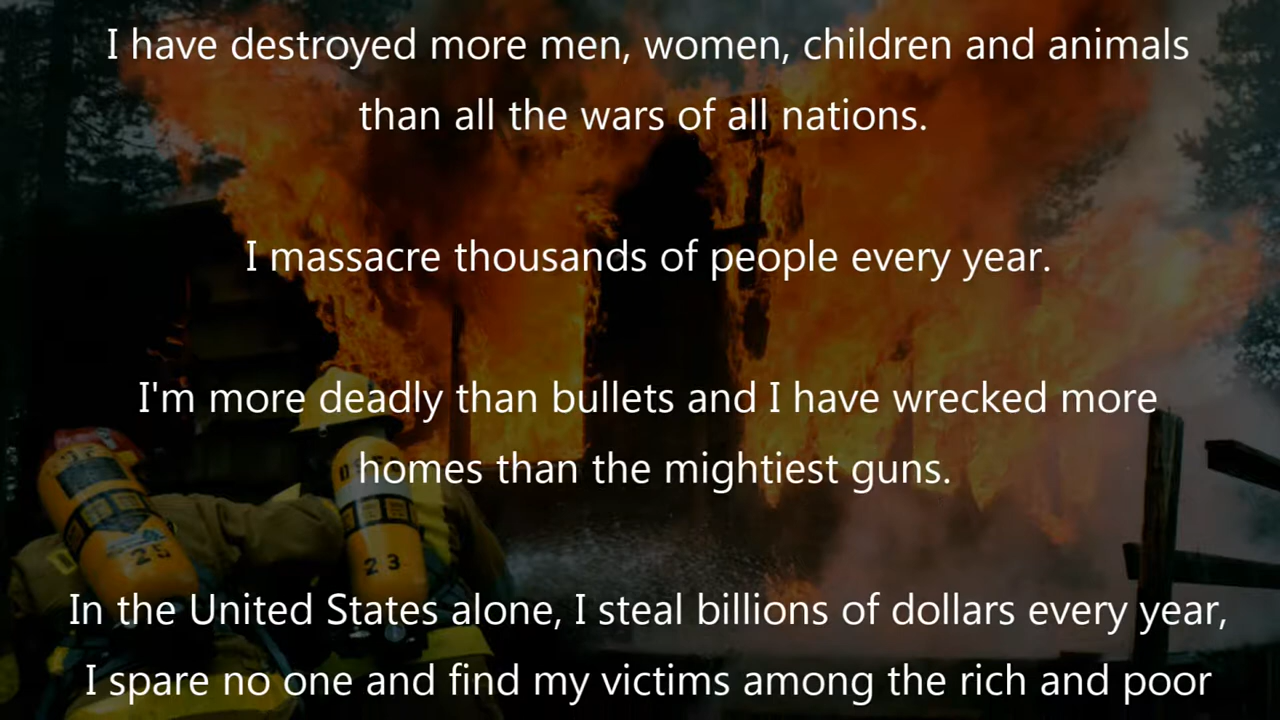 I have destroyed more men, women, children and animals
than all the wars of all nations.
I massacre thousands of people every year.
I'm more deadly than bullets and I have wrecked more
homes than the mightiest guns.
In the United States alone, I steal billions of dollars every year,
I spare no one and find my victims among the rich and poor
25
23